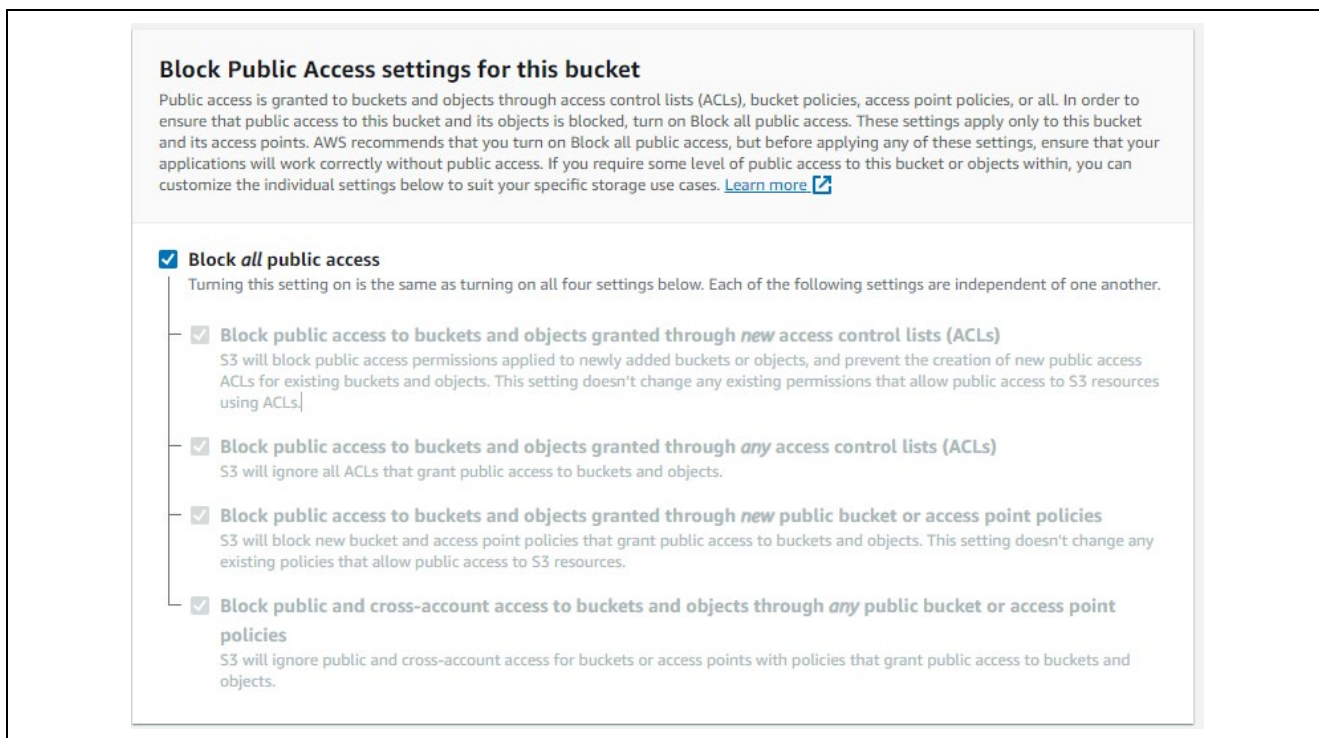 Block Public Access settings for this bucket
Public access is granted to buckets and objects through access control lists (ACLs), bucket policies, access point policies, or all. In order to
ensure that public access to this bucket and its objects is blocked, turn on Block all public access. These settings apply only to this bucket
and its access points. AWS recommends that you turn on Block all public access, but before applying any of these settings, ensure that your
applications will work correctly without public access. If you require some level of public access to this bucket or objects within, you can
customize the individual settings below to suit your specific storage use cases. Learn more
Block all public access
Turning this setting on is the same as turning on all four settings below. Each of the following settings are independent of one another.
Block public access to buckets and objects granted through new access control lists (ACLs)
S3 will block public access permissions applied to newly added buckets or objects, and prevent the creation of new public access
ACLs for existing buckets and objects. This setting doesn't change any existing permissions that allow public access to S3 resources
using ACLs.
Block public access to buckets and objects granted through any access control lists (ACLs)
S3 will ignore all ACLs that grant public access to buckets and objects.
Block public access to buckets and objects granted through new public bucket or access point policies
S3 will block new bucket and access point policies that grant public access to buckets and objects. This setting doesn't change any
existing policies that allow public access to S3 resources.
Block public and cross-account access to buckets and objects through any public bucket or access point
policies
S3 will ignore public and cross-account access for buckets or access points with policies that grant public access to buckets and
objects.